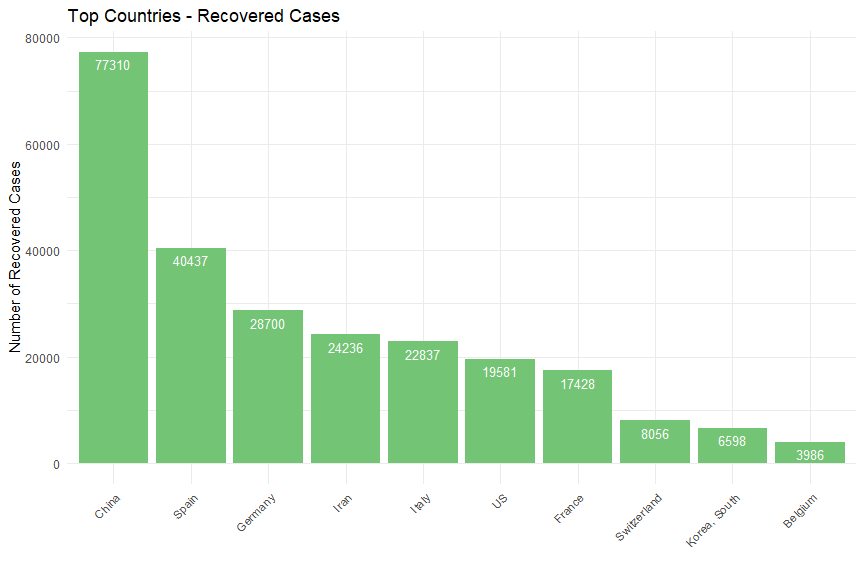 Top Countries - Recovered Cases
Number of Recovered Cases
80000
60000
40000
20000
0
77310
40437
28700
24236
22837
19581
17428
8056
6598
3986
China
Spain
Germany
Iran
Italy
US
France
Switzerland
Korea, South
Belgium